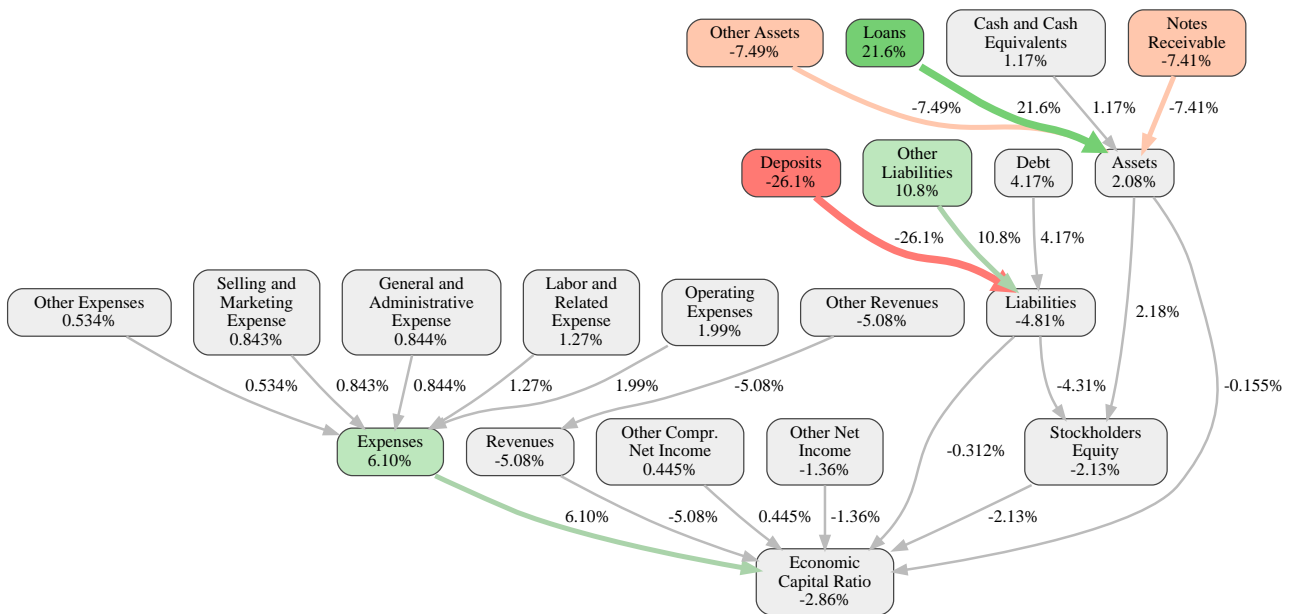 Other Assets
-7.49%
Loans
21.6%
Cash and Cash
Equivalents
1.17%
Notes
Receivable
-7.41%
-7.49%
21.6%
1.17%
-7.41%
Deposits
-26.1%
Other
Liabilities
10.8%
Debt
4.17%
Assets
2.08%
-26.1%
10.8%
4.17%
Other Expenses
0.534%
Selling and
Marketing
Expense
0.843%
General and
Administrative
Expense
0.844%
Labor and
Related
Expense
1.27%
Operating
Expenses
1.99%
Other Revenues
-5.08%
Liabilities
-4.81%
2.18%
0.534%
0.843%
0.844%
1.27%
1.99%
-5.08%
-4.31%
-0.155%
Expenses
6.10%
Revenues
-5.08%
Other Compr.
Net Income
0.445%
Other Net
Income
-1.36%
-0.312%
Stockholders
Equity
-2.13%
6.10%
-5.08%
0.445%
-1.36%
-2.13%
Economic
Capital Ratio
-2.86%